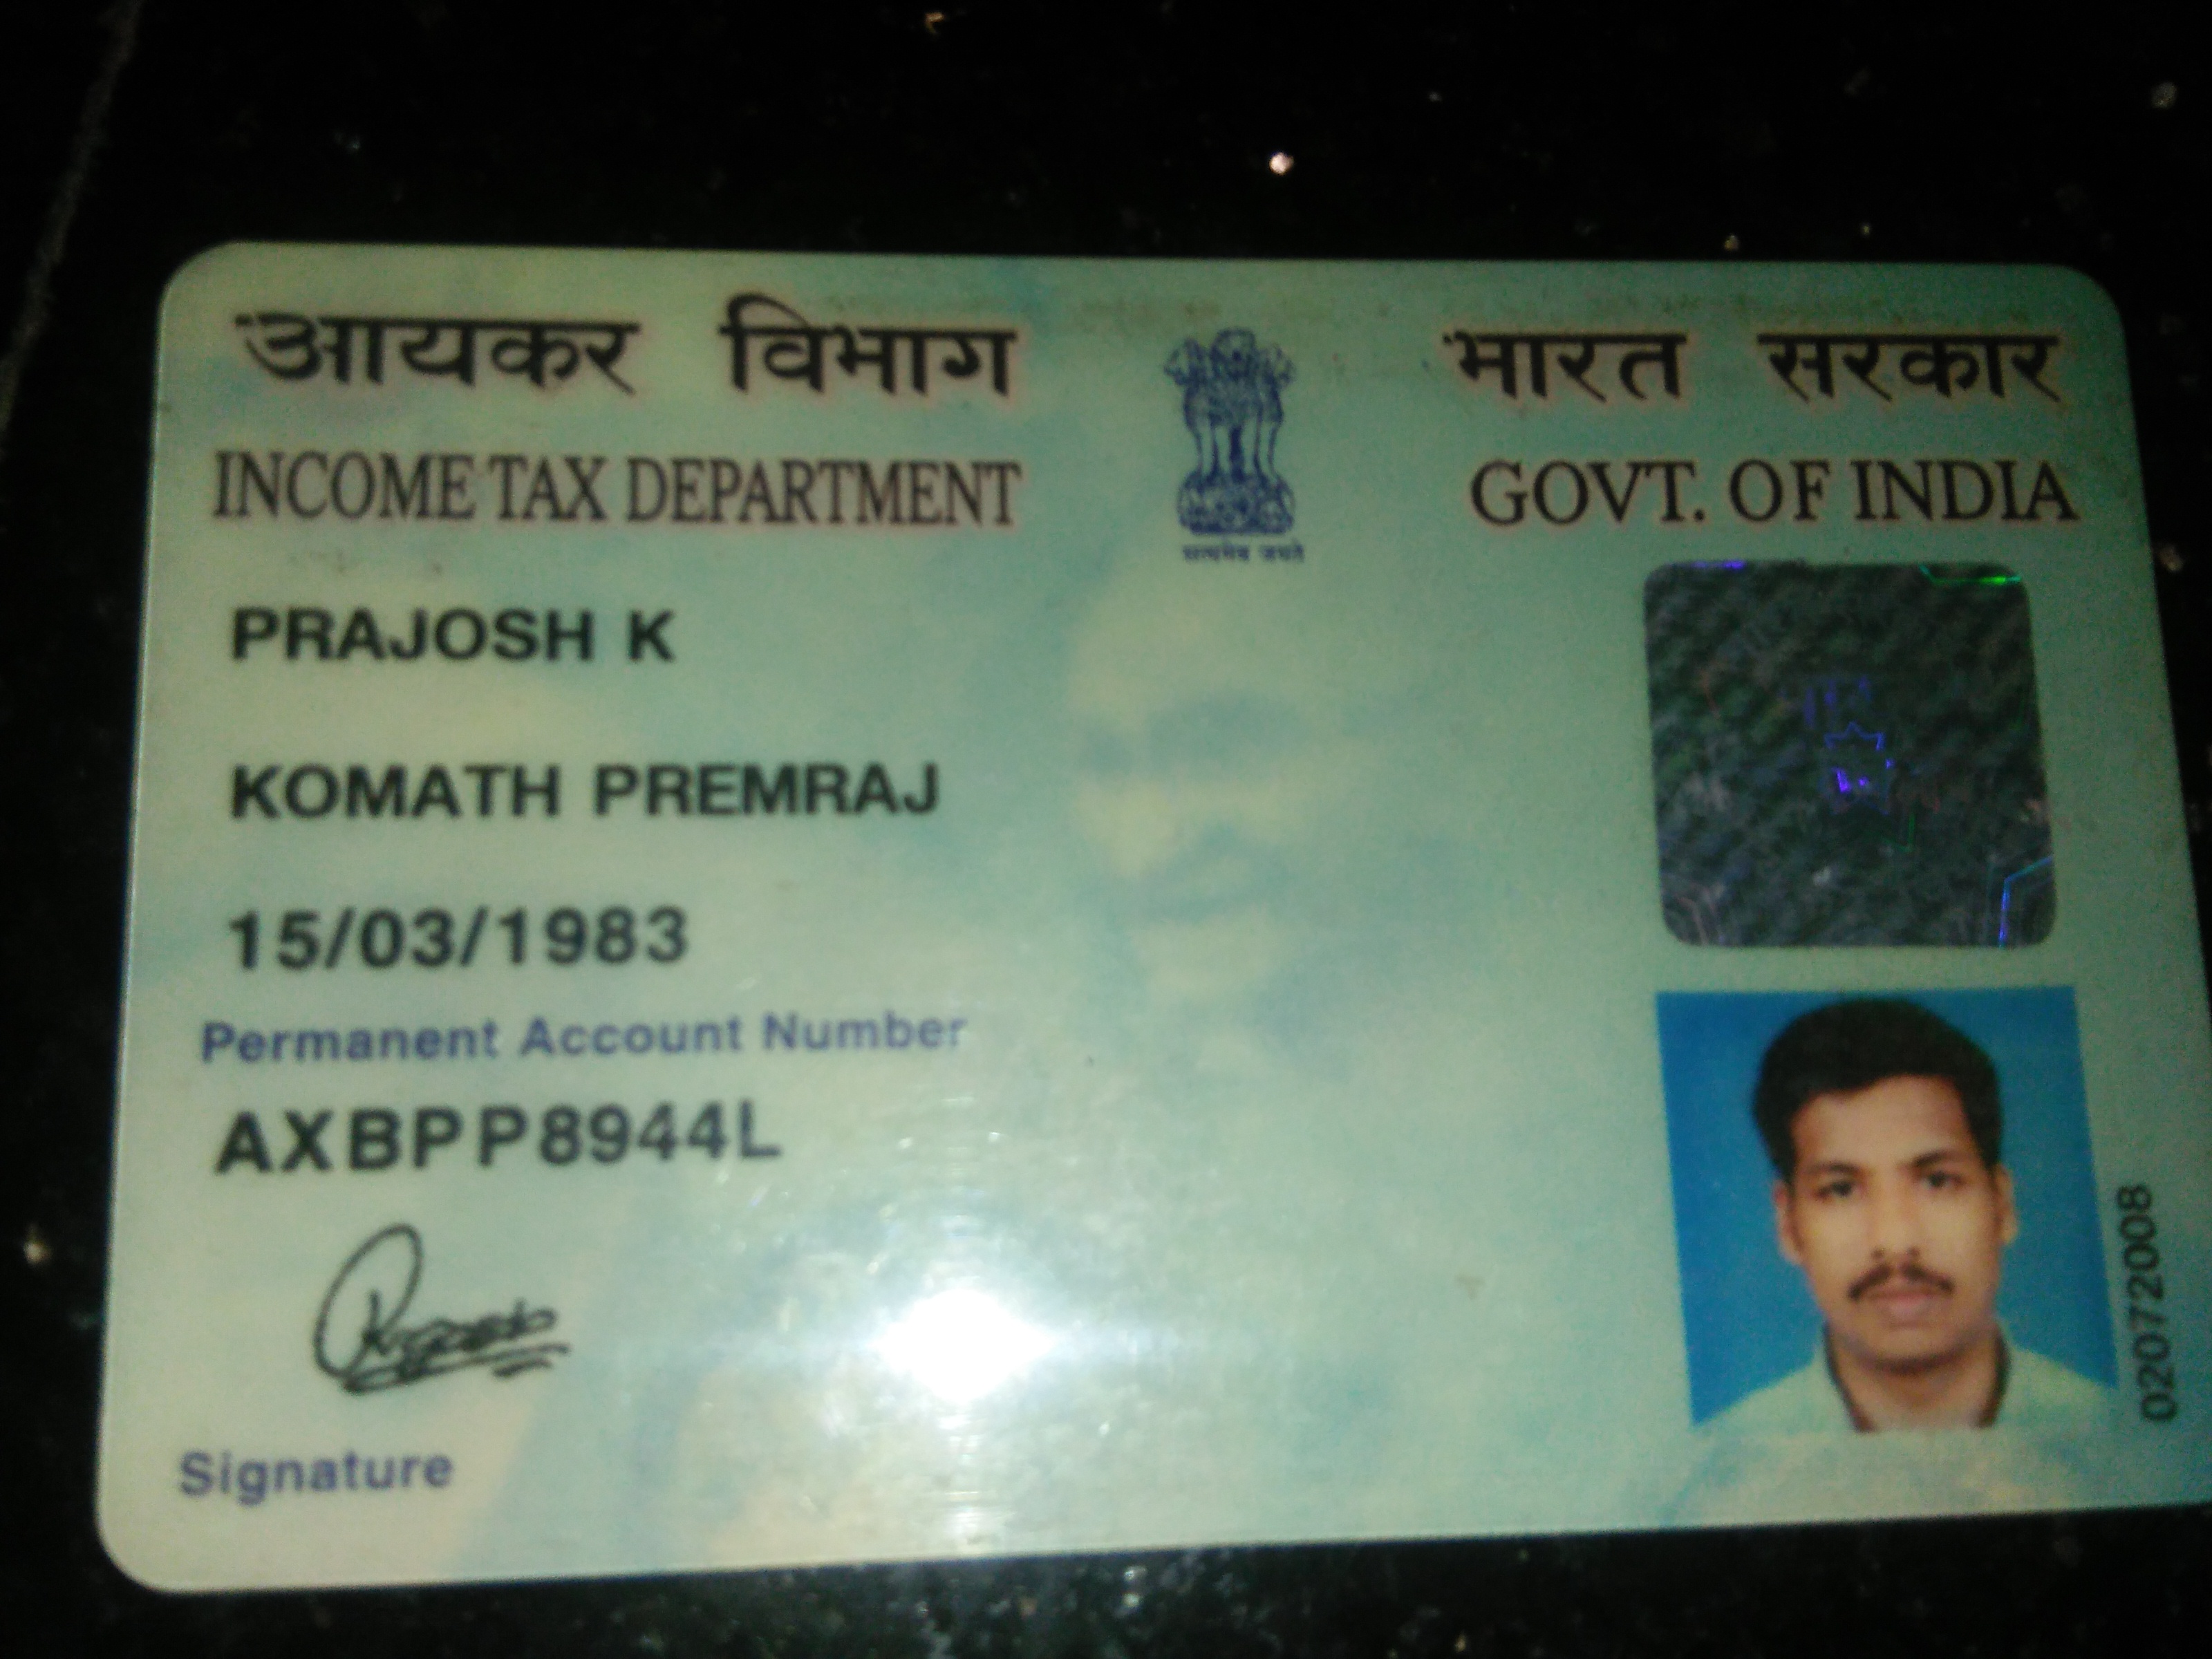 आयकर विभाग
भारत सरकार
INCOME TAX DEPARTMENT
GOVT. OF INDIA
सत्यमेव जयते
PRAJOSH K
KOMATH PREMRAJ
15/03/1983
Permanent Account Number
AXBPP8944L
Signature
02072008